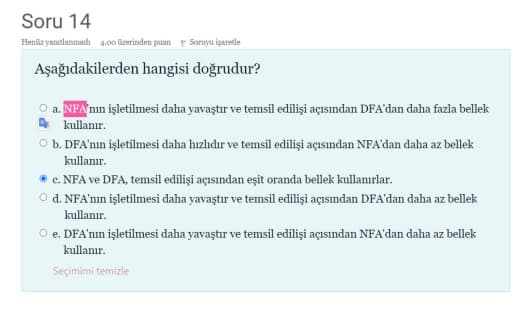 Soru 14
Henüz yanıtlanmadı 4.00 üzerinden puan Soruyu işaretle
Aşağıdakilerden hangisi doğrudur?
a. NFA'nın işletilmesi daha yavaştır ve temsil edilişi açısından DFA'dan daha fazla bellek
kullanır.
b. DFA'nın işletilmesi daha hızlıdır ve temsil edilişi açısından NFA'dan daha az bellek
kullanır.
c. NFA ve DFA, temsil edilişi açısından eşit oranda bellek kullanırlar.
d. NFA'nın işletilmesi daha yavaştır ve temsil edilişi açısından DFA'dan daha az bellek
kullanır.
e. DFA'nın işletilmesi daha yavaştır ve temsil edilişi açısından NFA'dan daha az bellek
kullanır.
Seçimimi temizle